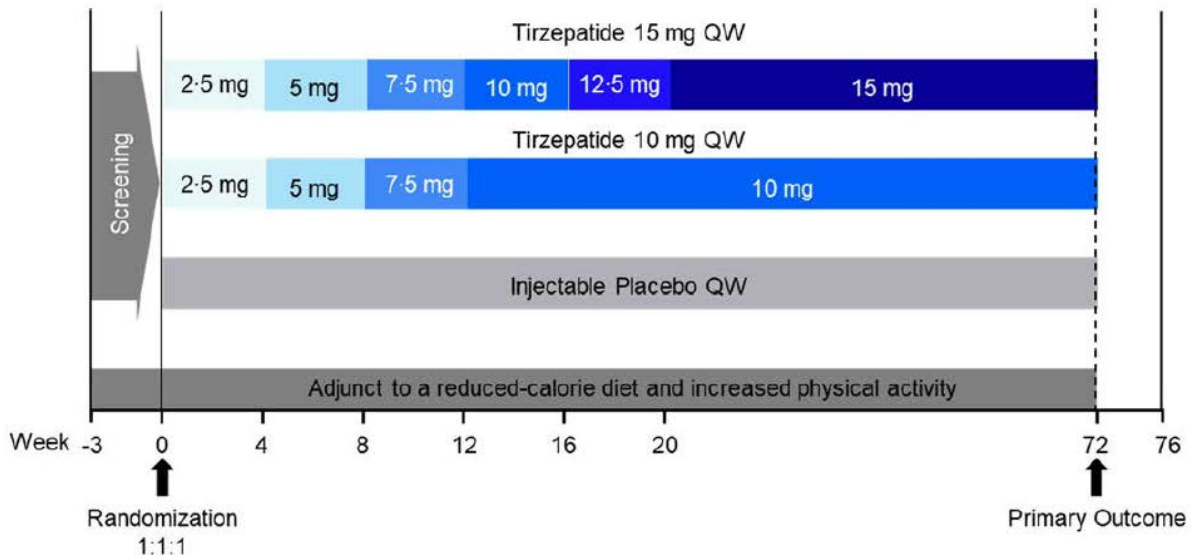 Tirzepatide 15 mg QW
2·5 mg 5 mg 7·5 mg 10 mg 12·5 mg 15 mg
Tirzepatide 10 mg QW
2·5 mg 5 mg 7·5 mg 10 mg
Screening
Injectable Placebo QW
Adjunct to a reduced-calorie diet and increased physical activity
Week -3 0 4 8 12 16 20 72 76
Randomization
1:1:1
Primary Outcome